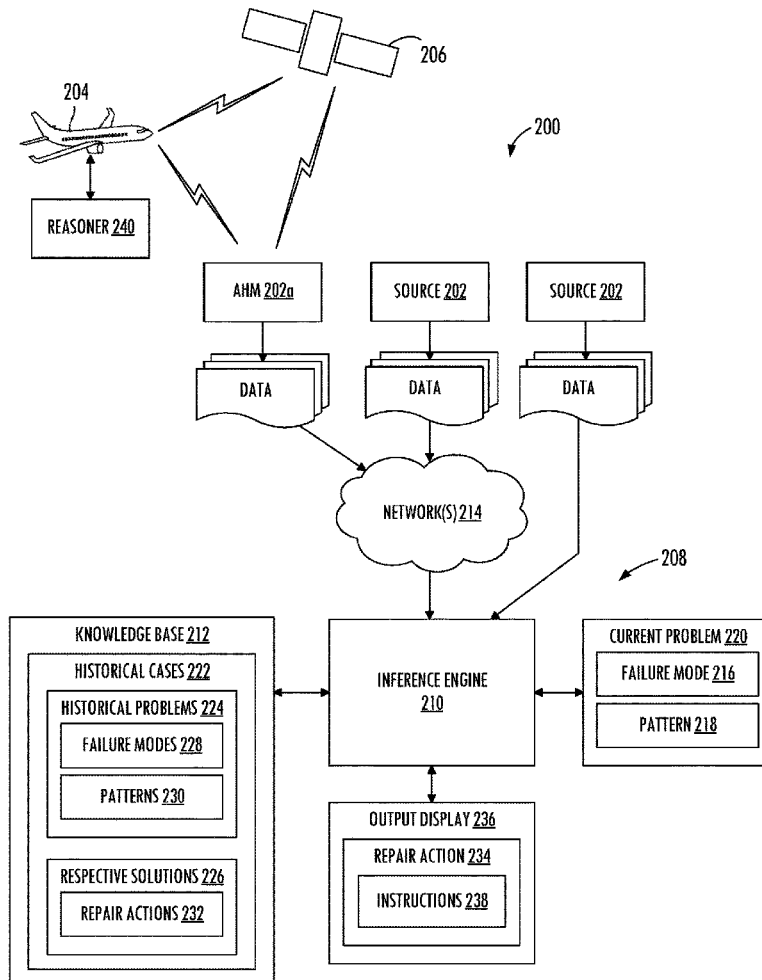 206
204
200
REASONER 240
AHM 202a
SOURCE 202
SOURCE 202
DATA
DATA
DATA
NETWORK(S) 214
208
KNOWLEDGE BASE 212
HISTORICAL CASES 222
HISTORICAL PROBLEMS 224
FAILURE MODES 228
PATTERNS 230
RESPECTIVE SOLUTIONS 226
REPAIR ACTIONS 232
INFERENCE ENGINE
210
CURRENT PROBLEM 220
FAILURE MODE 216
PATTERN 218
OUTPUT DISPLAY 236
REPAIR ACTION 234
INSTRUCTIONS 238